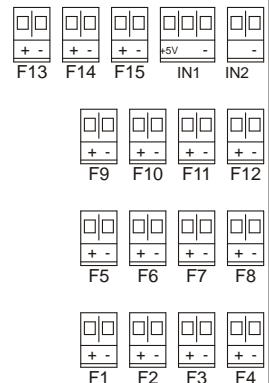 + - + - + - +5V - -
F13 F14 F15 IN1 IN2
+ - + - + - + -
F9 F10 F11 F12
+ - + - + - + -
F5 F6 F7 F8
+ - + - + - + -
F1 F2 F3 F4